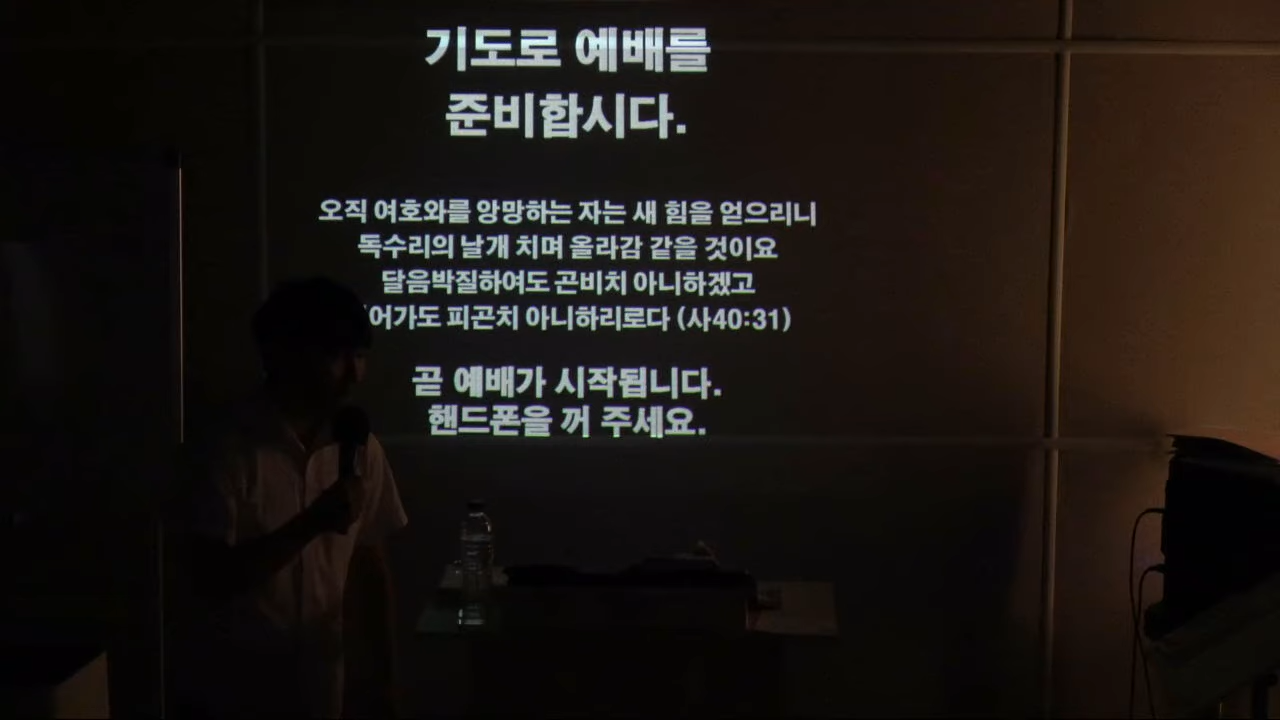 기도로 예배를
준비합시다.
오직 여호와를 앙망하는 자는 새 힘을 얻으리니
독수리의 날개 치며 올라감 같을 것이요
달음박질하여도 곤비치 아니하겠고
피곤치 아니하리로다 (사40:31)
곧 예배가 시작됩니다.
핸드폰을 꺼 주세요.